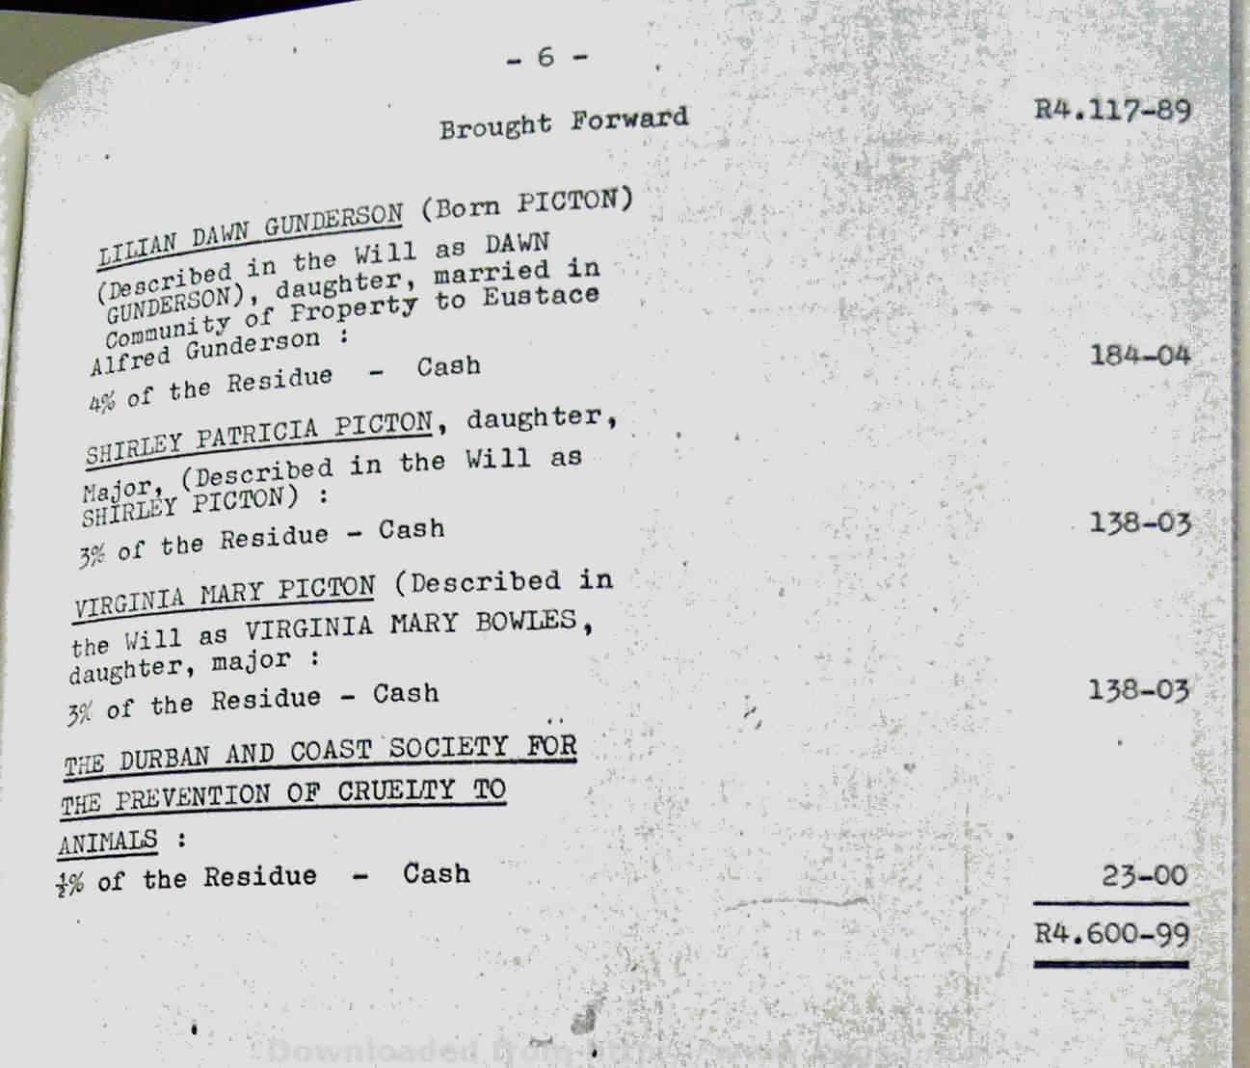 - 6 -
Brought Forward R4.117-89
LILIAN DAWN GUNDERSON (Born PICTON)
(Described in the Will as DAWN
GUNDERSON), daughter, married in
Community of Property to Eustace
Alfred Gunderson :
4% of the Residue - Cash 184-04
SHIRLEY PATRICIA PICTON, daughter,
Major, (Described in the Will as
SHIRLEY PICTON) :
3% of the Residue - Cash 138-03
VIRGINIA MARY PICTON (Described in
the Will as VIRGINIA MARY BOWLES,
daughter, major :
3% of the Residue - Cash 138-03
THE DURBAN AND COAST SOCIETY FOR
THE PREVENTION OF CRUELTY TO
ANIMALS :
½% of the Residue - Cash 23-00
R4.600-99
Downloaded from